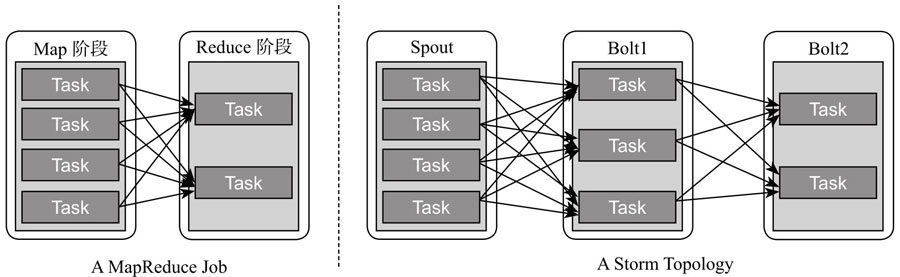 Map 阶段
Task
Task
Task
Task
Reduce 阶段
Task
Task
A MapReduce Job
Spout
Task
Task
Task
Task
Bolt1
Task
Task
Task
Bolt2
Task
Task
A Storm Topology